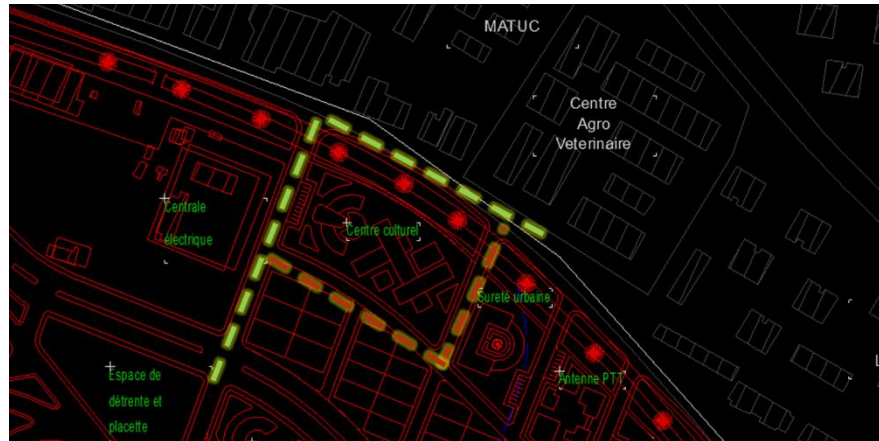 MATUC
Centre
Agro
Veterinaire
Centrale
électrique
Centre culturel
Sureté urbaine
Espace de
détrente et
placette
Antenne PTT
L